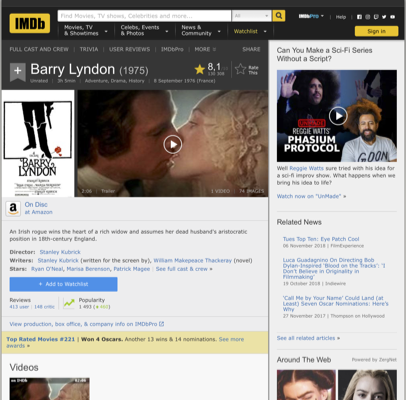 IMDb
Find Movies, TV shows, Celebrities and more...
All
IMDbPro
Help
Movies, TV & Showtimes
Celebs, Events & Photos
News & Community
Watchlist
Sign in
FULL CAST AND CREW | TRIVIA | USER REVIEWS | IMDbPro | MORE
SHARE
Barry Lyndon (1975)
8,1
Rate This
Unrated | 3h 5min | Adventure, Drama, History | 8 September 1976 (France)
BARRY LYNDON
3:06 Trailer
1 VIDEO
74 IMAGES
On Disc
at Amazon
An Irish rogue wins the heart of a rich widow and assumes her dead husband's aristocratic
position in 18th-century England.
Director: Stanley Kubrick
Writers: Stanley Kubrick (written for the screen by), William Makepeace Thackeray (novel)
Stars: Ryan O'Neal, Marisa Berenson, Patrick Magee | See full cast & crew »
+ Add to Watchlist
Reviews
413 user | 148 critic
Popularity
View production, box office, & company info on IMDbPro
Top Rated Movies #221 | Won 4 Oscars. Another 13 wins & 14 nominations. See more
awards »
Videos
Can You Make a Sci-Fi Series
Without a Script?
REGGIE WATTS'
PHASIUM
PROTOCOL
Well Reggie Watts sure tried with his idea for
a sci-fi improv show. What happens when
we bring his idea to life?
Watch now on "UnMade" »
Related News
Tues Top Ten: Eye Patch Cool
06 November 2018 | FilmExperience
Luca Guadagnino On Directing Bob
Dylan-Inspired 'Blood on the Tracks': 'I
Don't Believe in Originality in
Filmmaking'
19 October 2018 | Indiewire
'Call Me by Your Name' Could Land (at
Least) Seven Oscar Nominations: Here's
Why
27 November 2017 | Thompson on Hollywood
See all related articles »
Around The Web
Powered by ZergNet